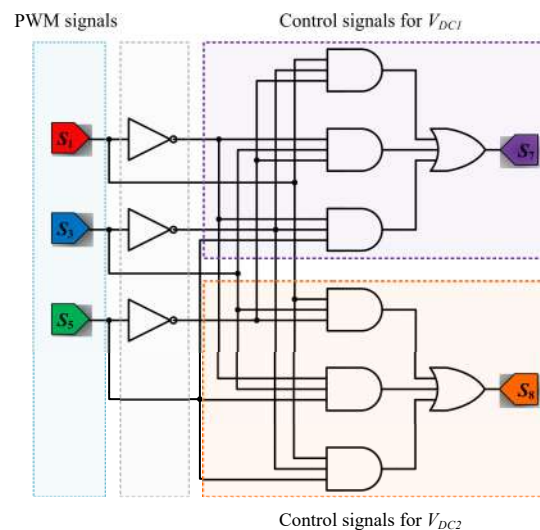 PWM signals
Control signals for VDC1
S1
S7
S3
S5
S8
Control signals for VDC2